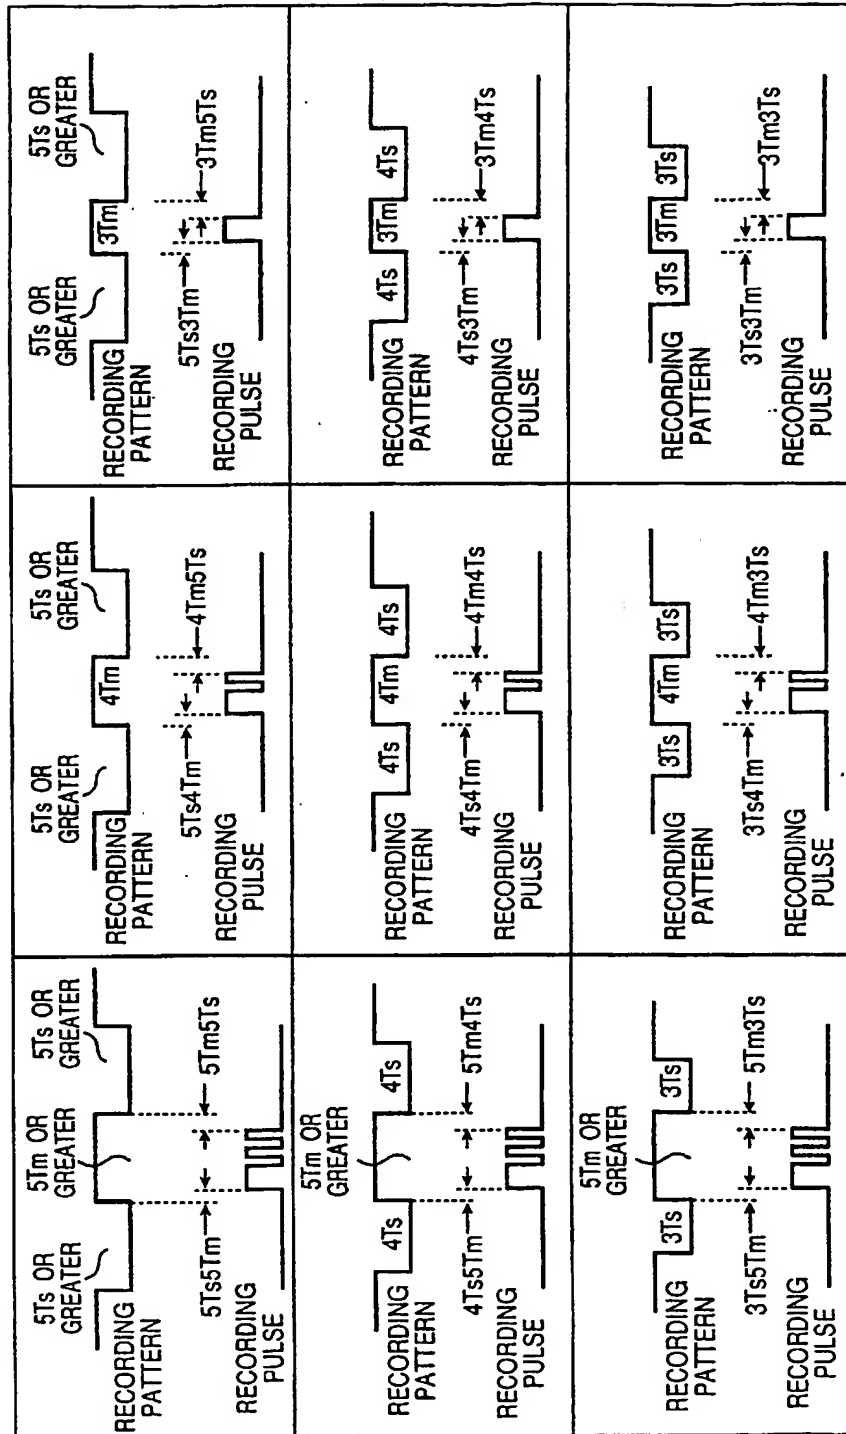 5Ts OR
GREATER
5Tm OR
GREATER
5Ts OR
GREATER
RECORDING
PATTERN
5Ts5Tm
5Tm5Ts
RECORDING
PULSE
5Ts OR
GREATER
4Tm
5Ts OR
GREATER
RECORDING
PATTERN
5Ts4Tm
4Tm5Ts
RECORDING
PULSE
5Ts OR
GREATER
3Tm
5Ts OR
GREATER
RECORDING
PATTERN
5Ts3Tm
3Tm5Ts
RECORDING
PULSE
5Tm OR
GREATER
4Ts
4Ts
RECORDING
PATTERN
4Ts5Tm
5Tm4Ts
RECORDING
PULSE
4Ts
4Tm
4Ts
RECORDING
PATTERN
4Ts4Tm
4Tm4Ts
RECORDING
PULSE
4Ts
3Tm
4Ts
RECORDING
PATTERN
4Ts3Tm
3Tm4Ts
RECORDING
PULSE
5Tm OR
GREATER
3Ts
3Ts
RECORDING
PATTERN
3Ts5Tm
5Tm3Ts
RECORDING
PULSE
3Ts
4Tm
3Ts
RECORDING
PATTERN
3Ts4Tm
4Tm3Ts
RECORDING
PULSE
3Ts
3Tm
3Ts
RECORDING
PATTERN
3Ts3Tm
3Tm3Ts
RECORDING
PULSE